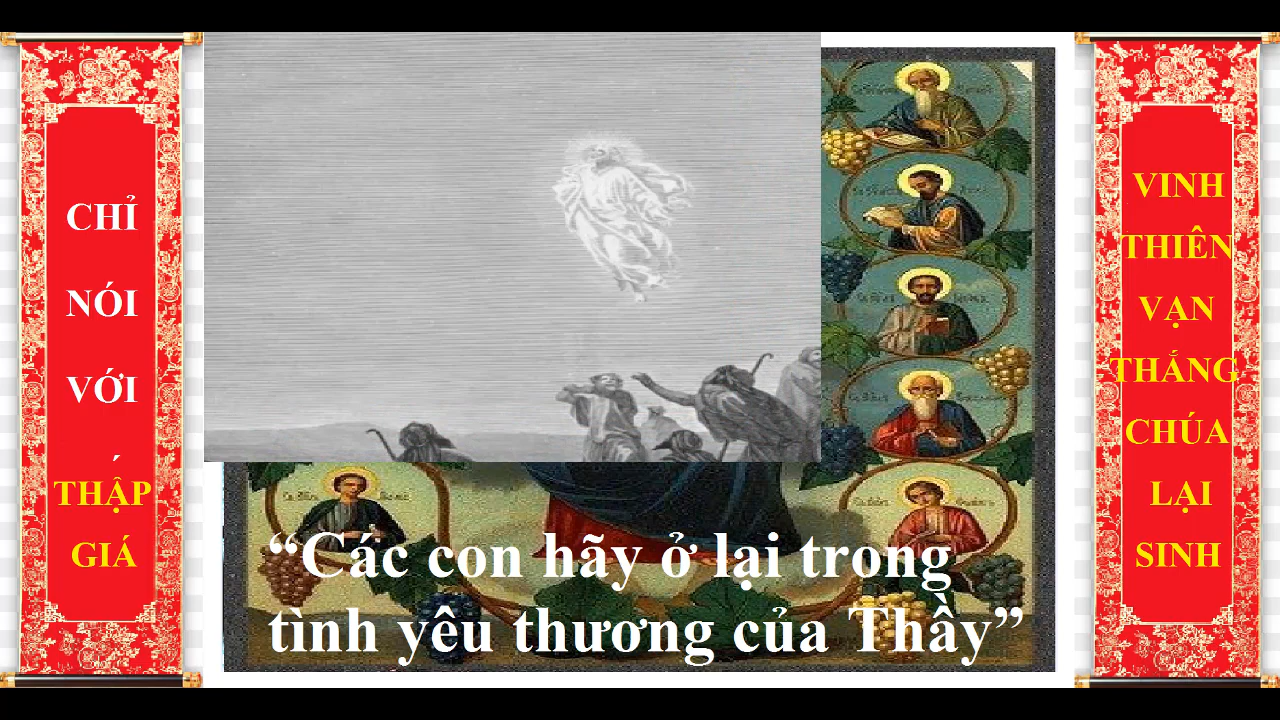 CHỈ
NÓI
VỚI
THẬP
GIÁ
“Các con hãy ở lại trong
tình yêu thương của Thầy”
VINH
THIÊN
VẠN
THẮNG
CHÚA
LẠI
SINH